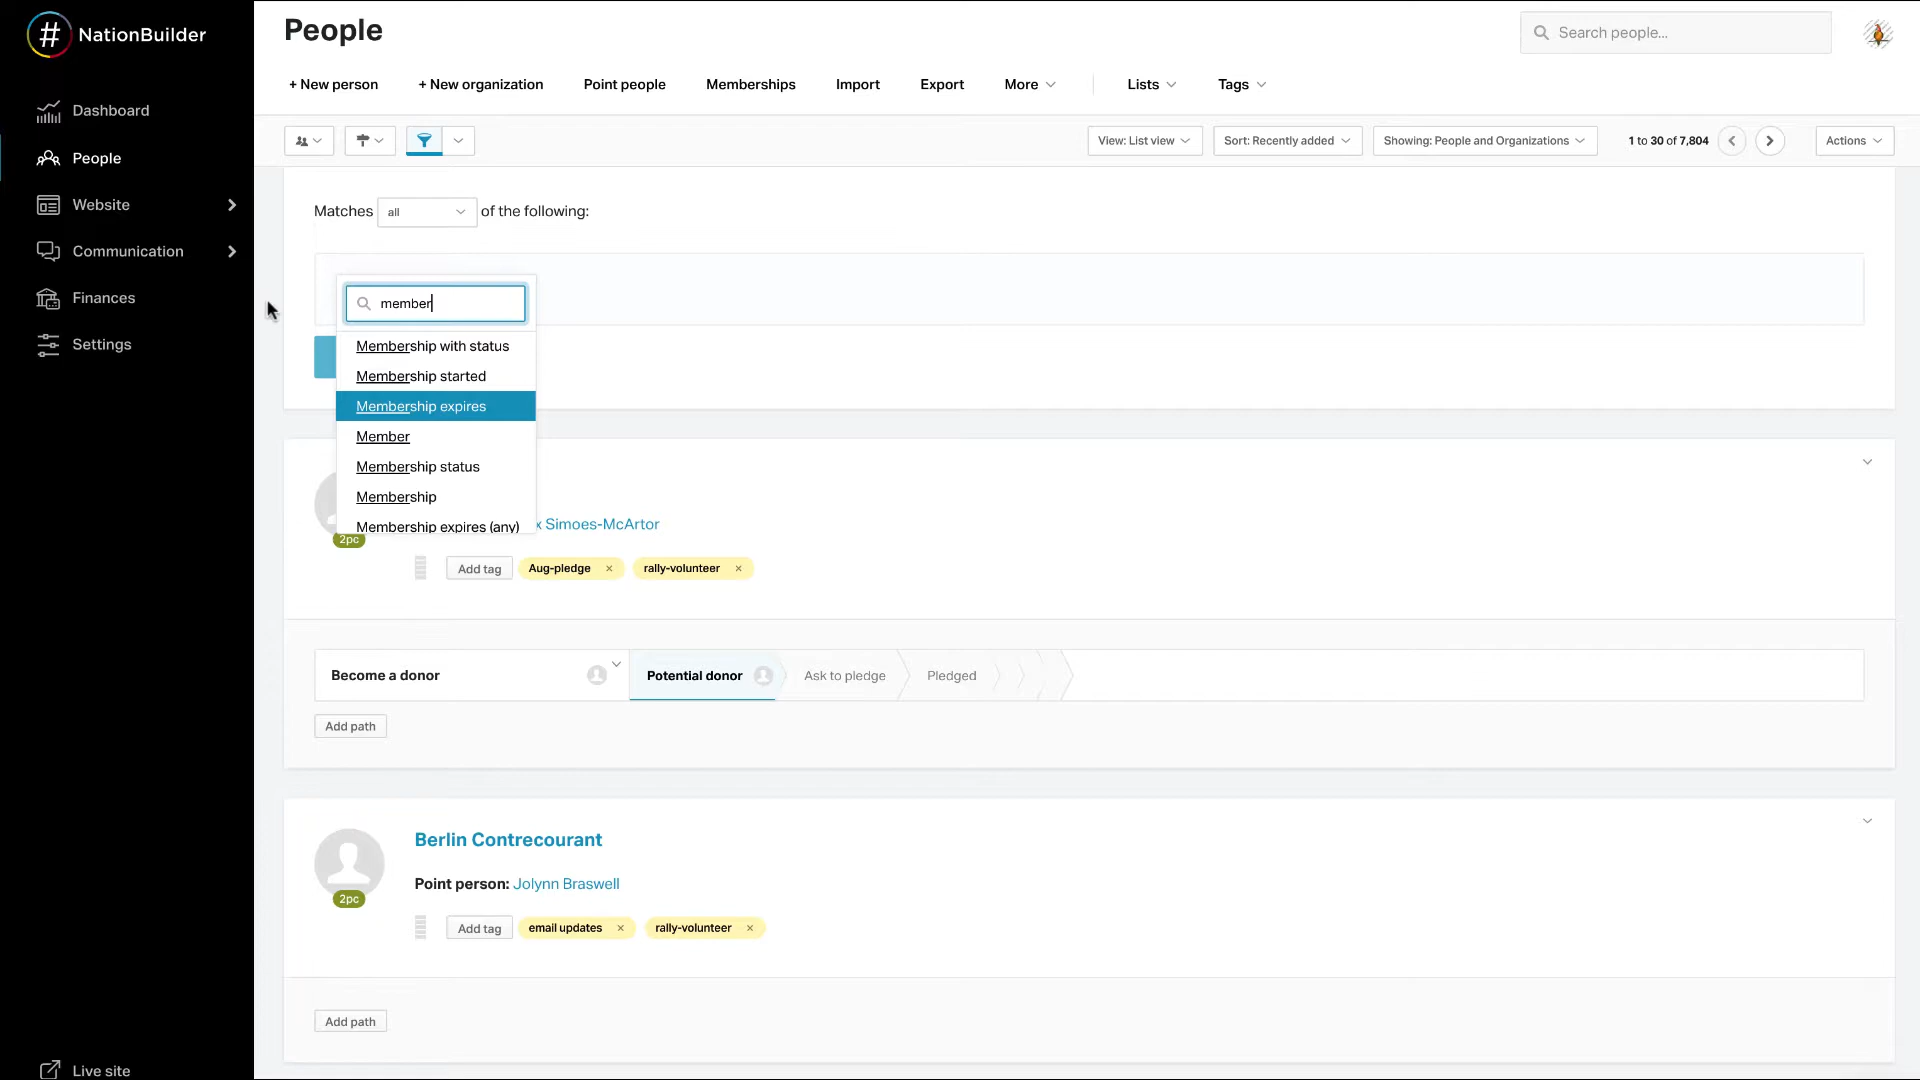 # NationBuilder
Dashboard
People
Website
Communication
Finances
Settings
Live site
People
Search people...
+ New person
+ New organization
Point people
Memberships
Import
Export
More
Lists
Tags
View: List view
Sort: Recently added
Showing: People and Organizations
1 to 30 of 7,804
Actions
Matches all of the following:
member
Membership with status
Membership started
Membership expires
Member
Membership status
Membership
Membership expires (any)
x Simoes-McArtor
2pc
Add tag
Aug-pledge ×
rally-volunteer ×
Become a donor
Potential donor
Ask to pledge
Pledged
Add path
Berlin Contrecourant
Point person: Jolynn Braswell
2pc
Add tag
email updates ×
rally-volunteer ×
Add path